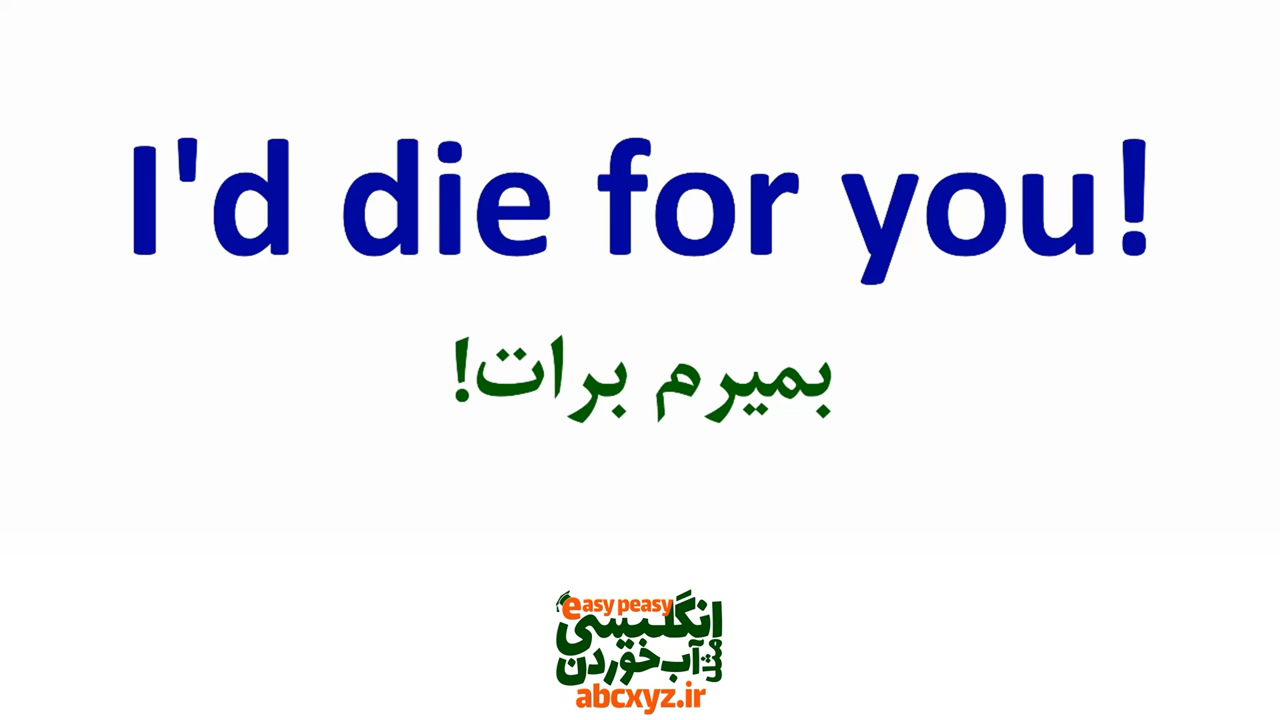 I'd die for you!
بمیرم برات!
easy peasy
انگلیسی
مثل آب خوردن
abcxyz.ir